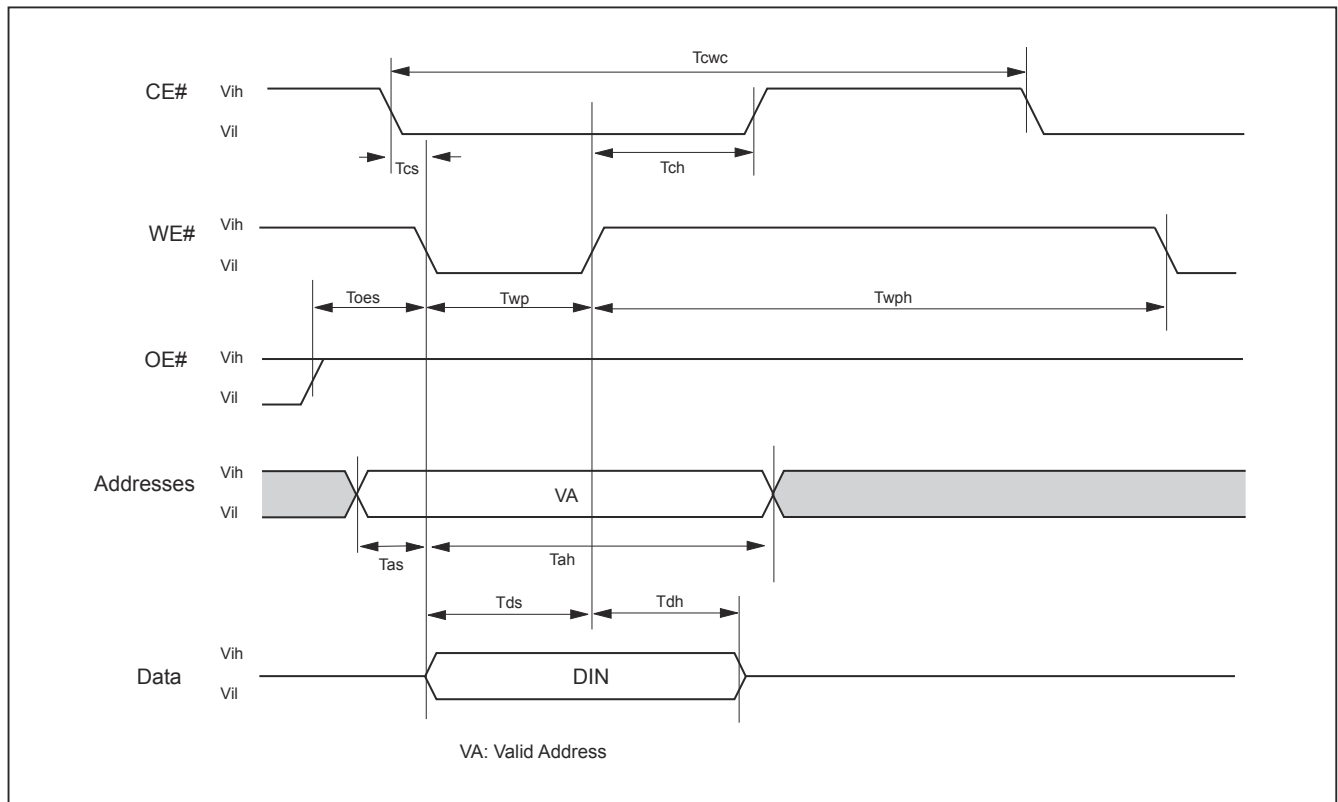 Tcwc
CE#
Vih
Vil
Tcs
Tch
WE#
Vih
Vil
Toes
Twp
Twph
OE#
Vih
Vil
Addresses
Vih
Vil
VA
Tas
Tah
Tds
Tdh
Data
Vih
Vil
DIN
VA: Valid Address